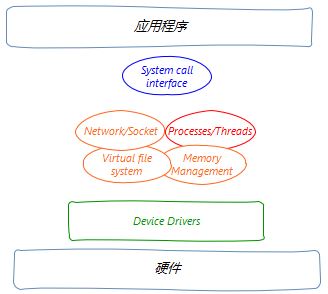 应用程序
System call
interface
Network/Socket
Processes/Threads
Virtual file
system
Memory
Management
Device Drivers
硬件